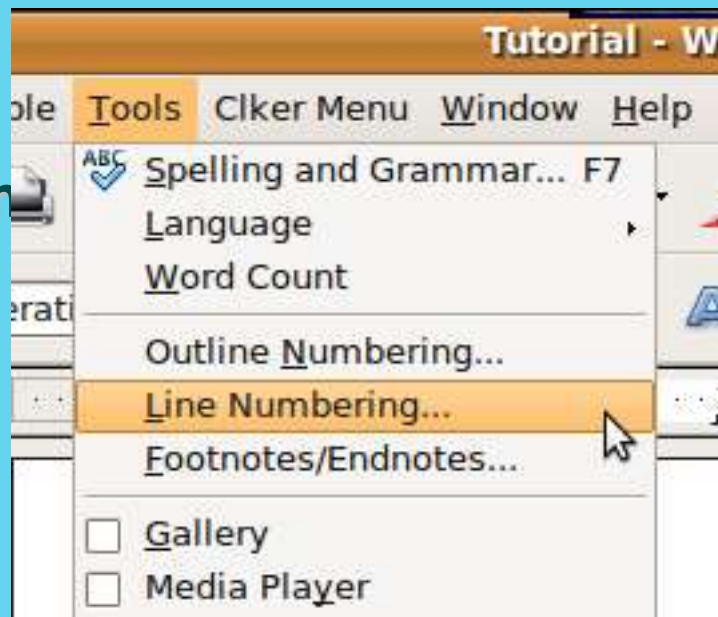 Tutorial - W
ble Tools Clker Menu Window Help
Spelling and Grammar... F7
ABC
Language
Word Count
Outline Numbering...
Line Numbering...
Footnotes/Endnotes...
Gallery
Media Player